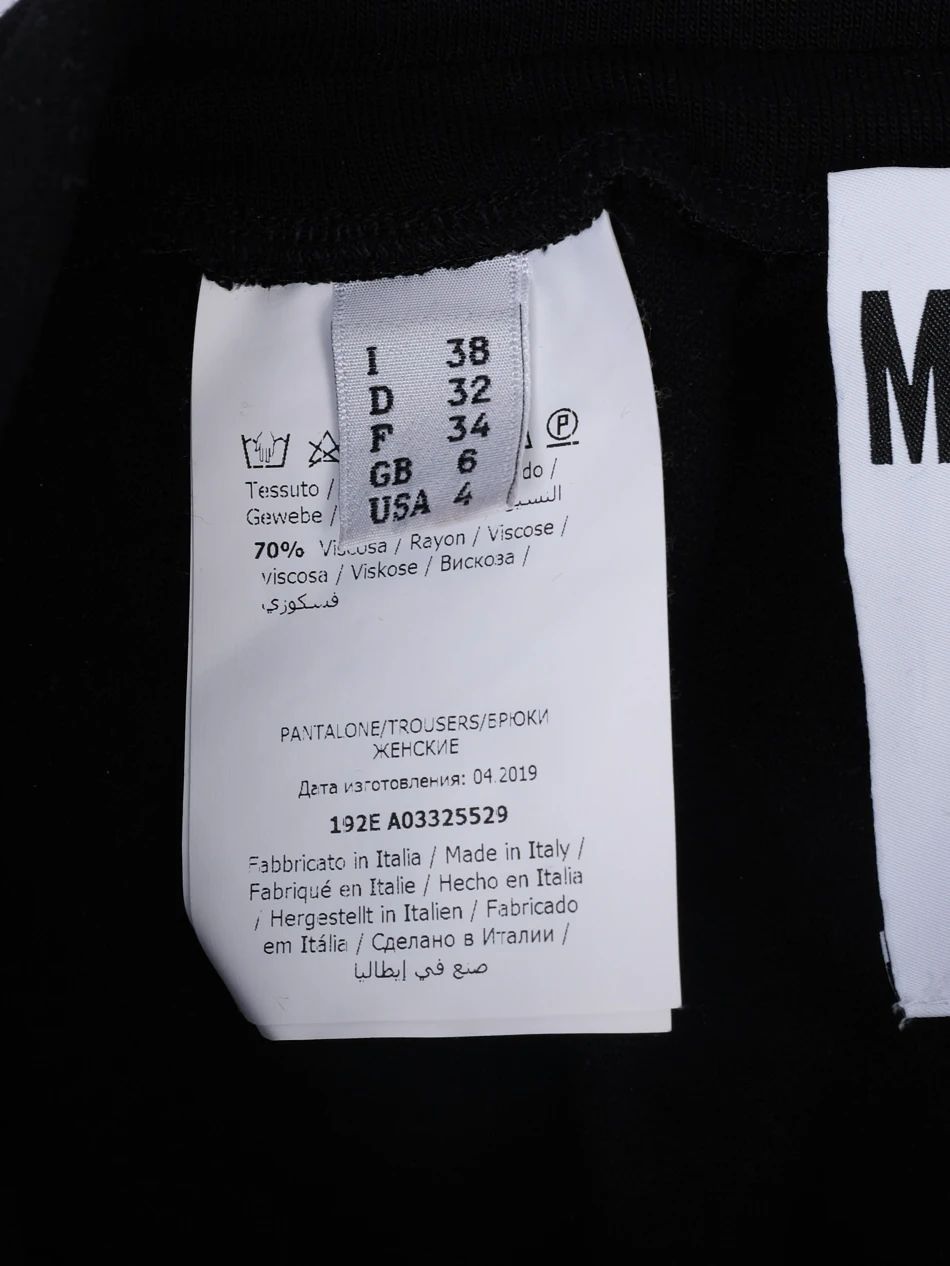 I 38
D 32
F 34
GB 6
USA 4
P
Tessuto / do /
Gewebe /
70% Viscosa / Rayon / Viscose /
viscosa / Viskose / Вискоза /
فسكوزي
PANTALONE/TROUSERS/БРЮКИ
ЖЕНСКИЕ
Дата изготовления: 04.2019
192E A03325529
Fabbricato in Italia / Made in Italy /
Fabriqué en Italie / Hecho en Italia
/ Hergestellt in Italien / Fabricado
em Itália / Сделано в Италии /
صنع في إيطاليا
M